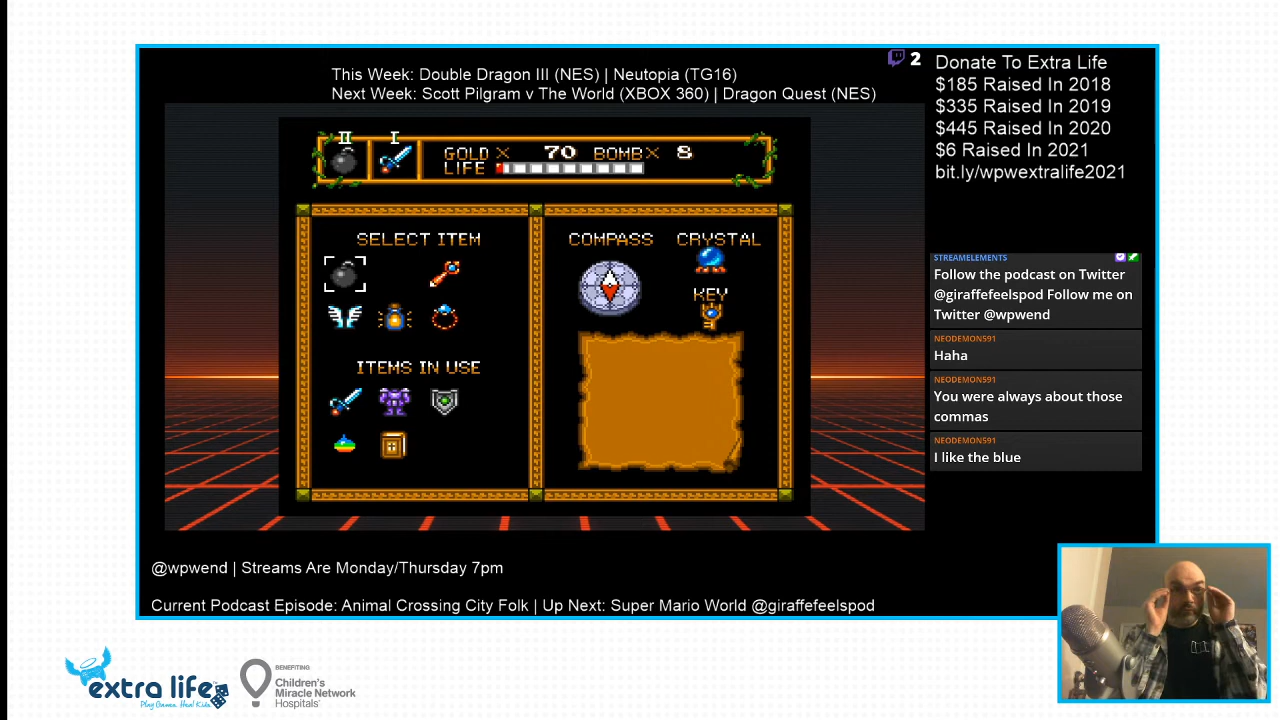 This Week: Double Dragon III (NES) | Neutopia (TG16)
Next Week: Scott Pilgram v The World (XBOX 360) | Dragon Quest (NES)
2
Donate To Extra Life
$185 Raised In 2018
$335 Raised In 2019
$445 Raised In 2020
$6 Raised In 2021
bit.ly/wpwextralife2021
II I
GOLD × 70 BOMB× 8
LIFE
SELECT ITEM
ITEMS IN USE
COMPASS CRYSTAL
KEY
STREAMELEMENTS
Follow the podcast on Twitter
@giraffefeelspod Follow me on
Twitter @wpwend
NEODEMON591
Haha
NEODEMON591
You were always about those
commas
NEODEMON591
I like the blue
@wpwend | Streams Are Monday/Thursday 7pm
Current Podcast Episode: Animal Crossing City Folk | Up Next: Super Mario World @giraffefeelspod
extra life
Play Games. Heal Kids.
BENEFITING
Children's
Miracle Network
Hospitals